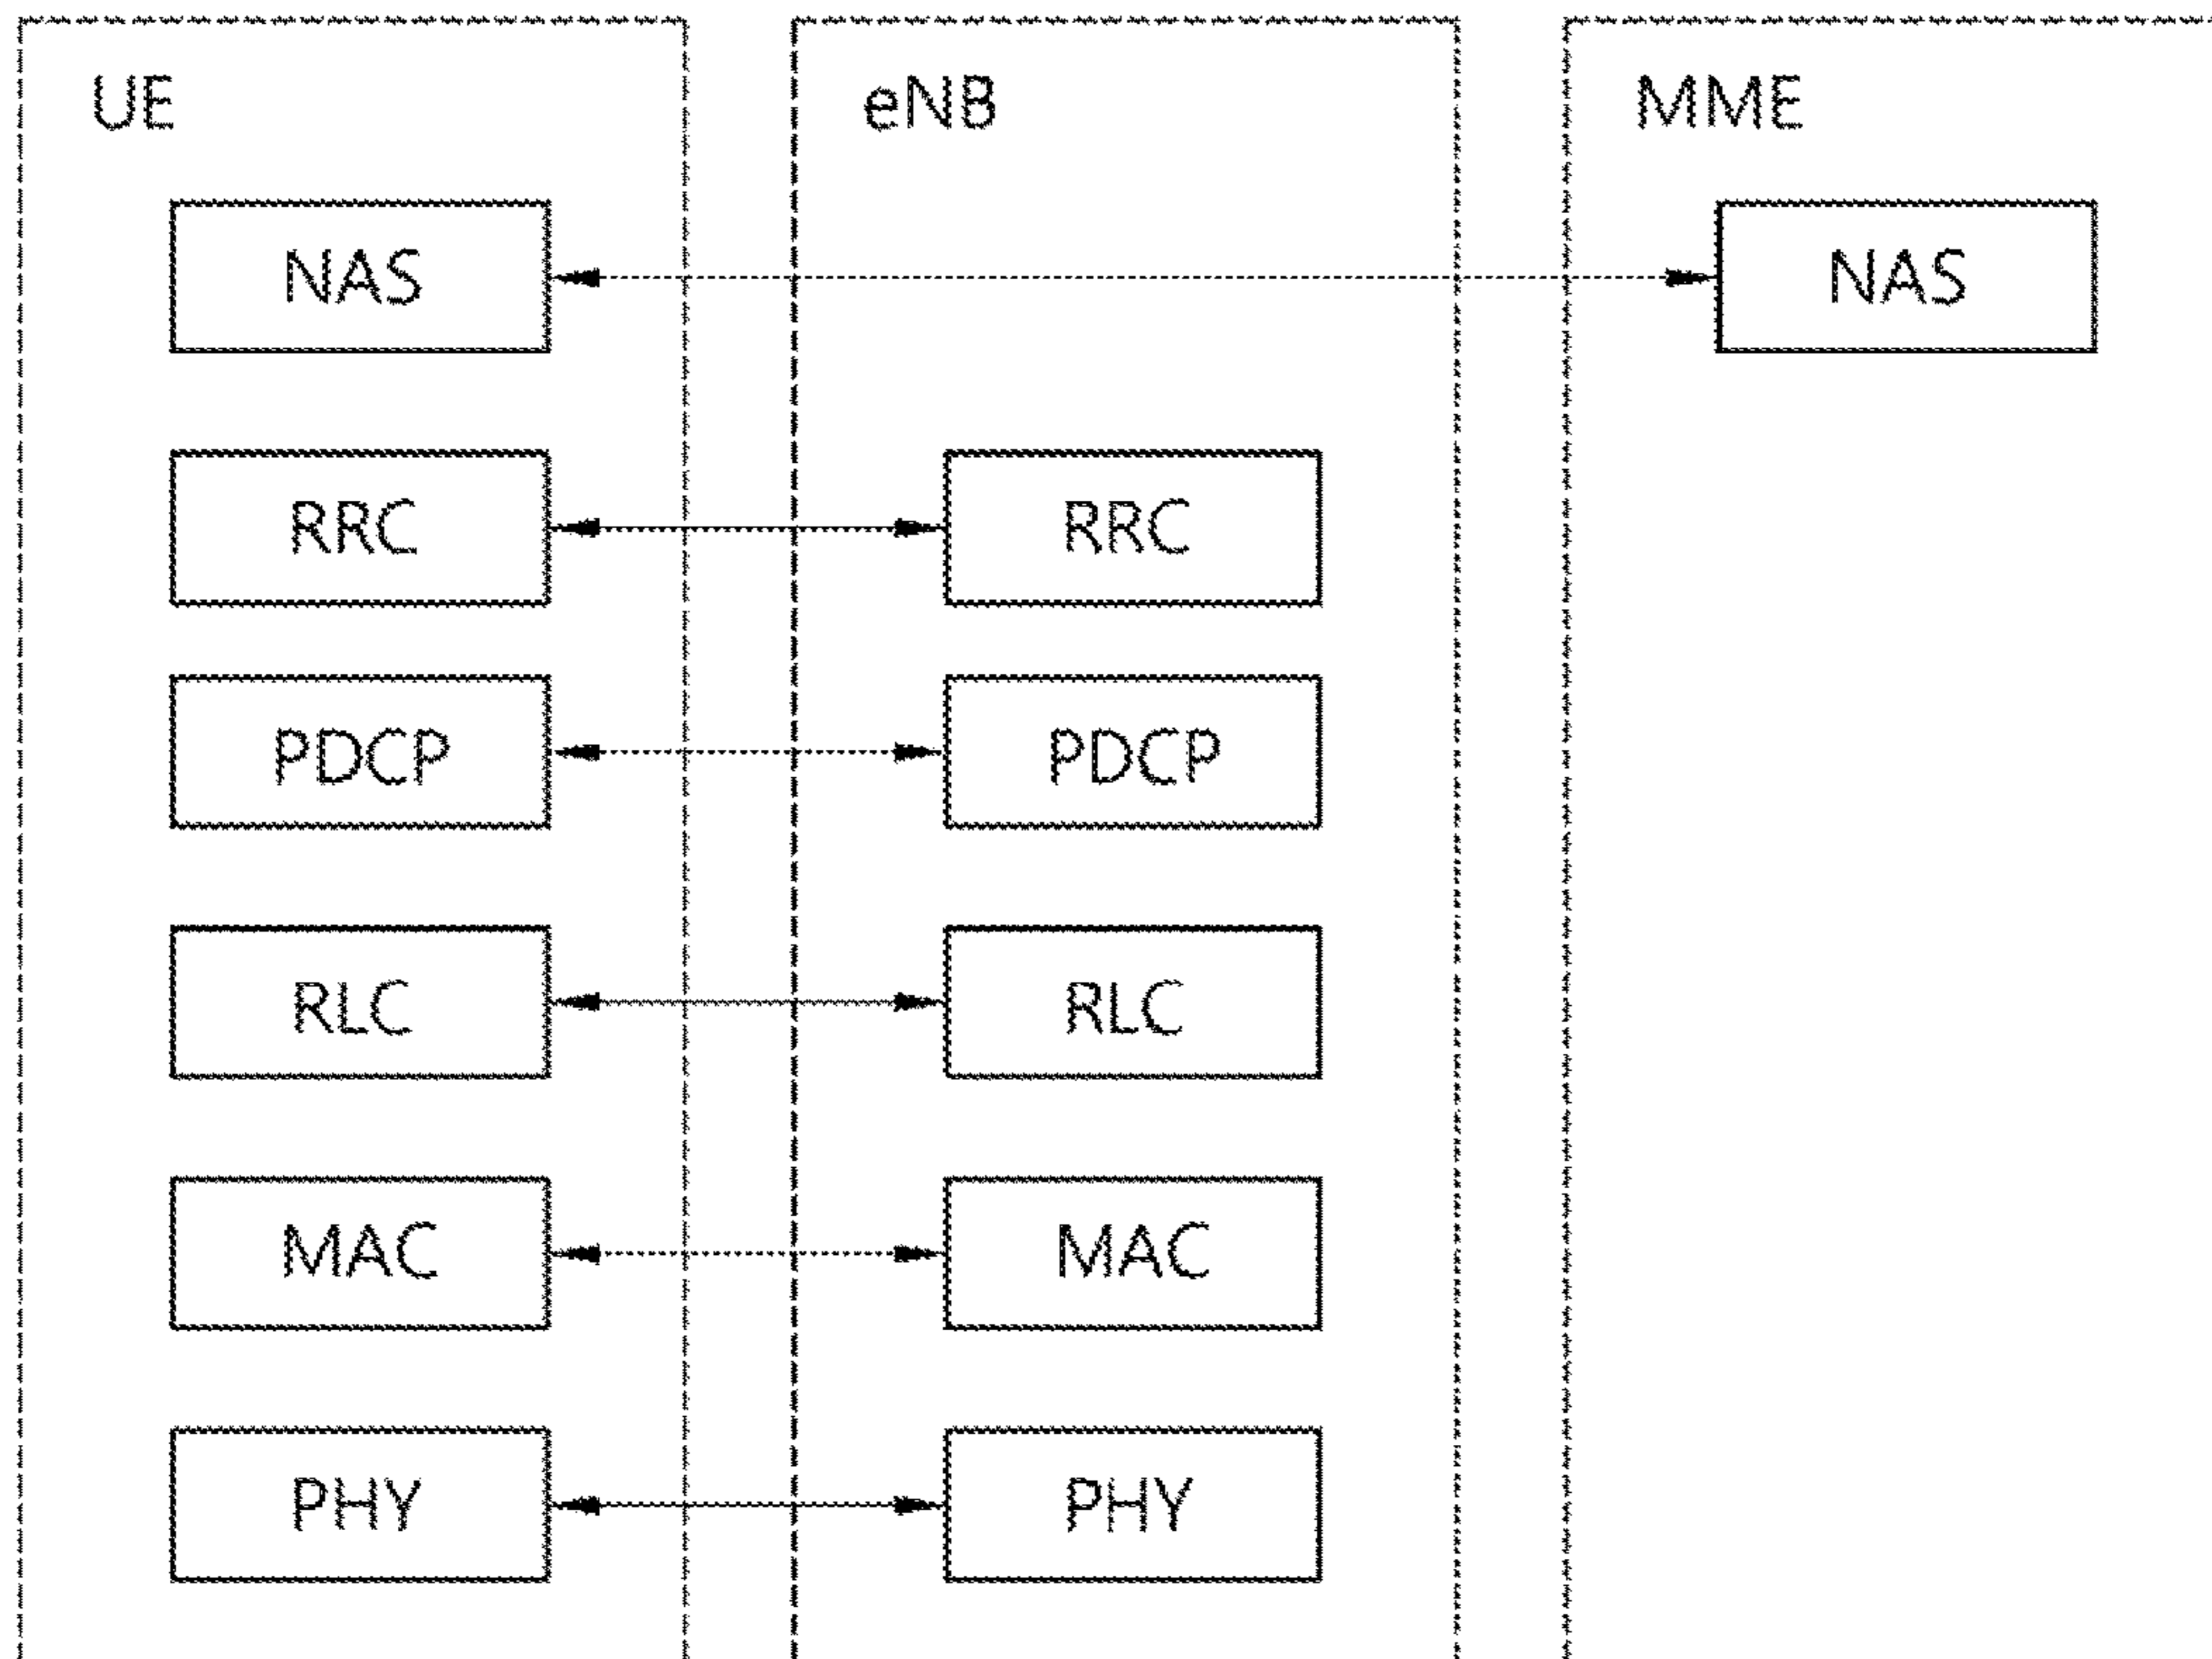 UE eNB MME
NAS NAS
RRC RRC
PDCP PDCP
RLC RLC
MAC MAC
PHY PHY